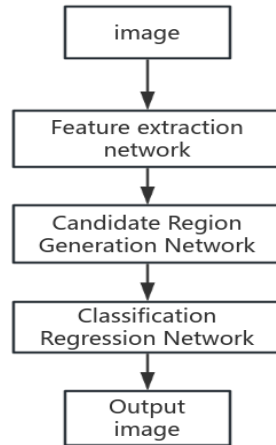 image
Feature extraction
network
Candidate Region
Generation Network
Classification
Regression Network
Output
image